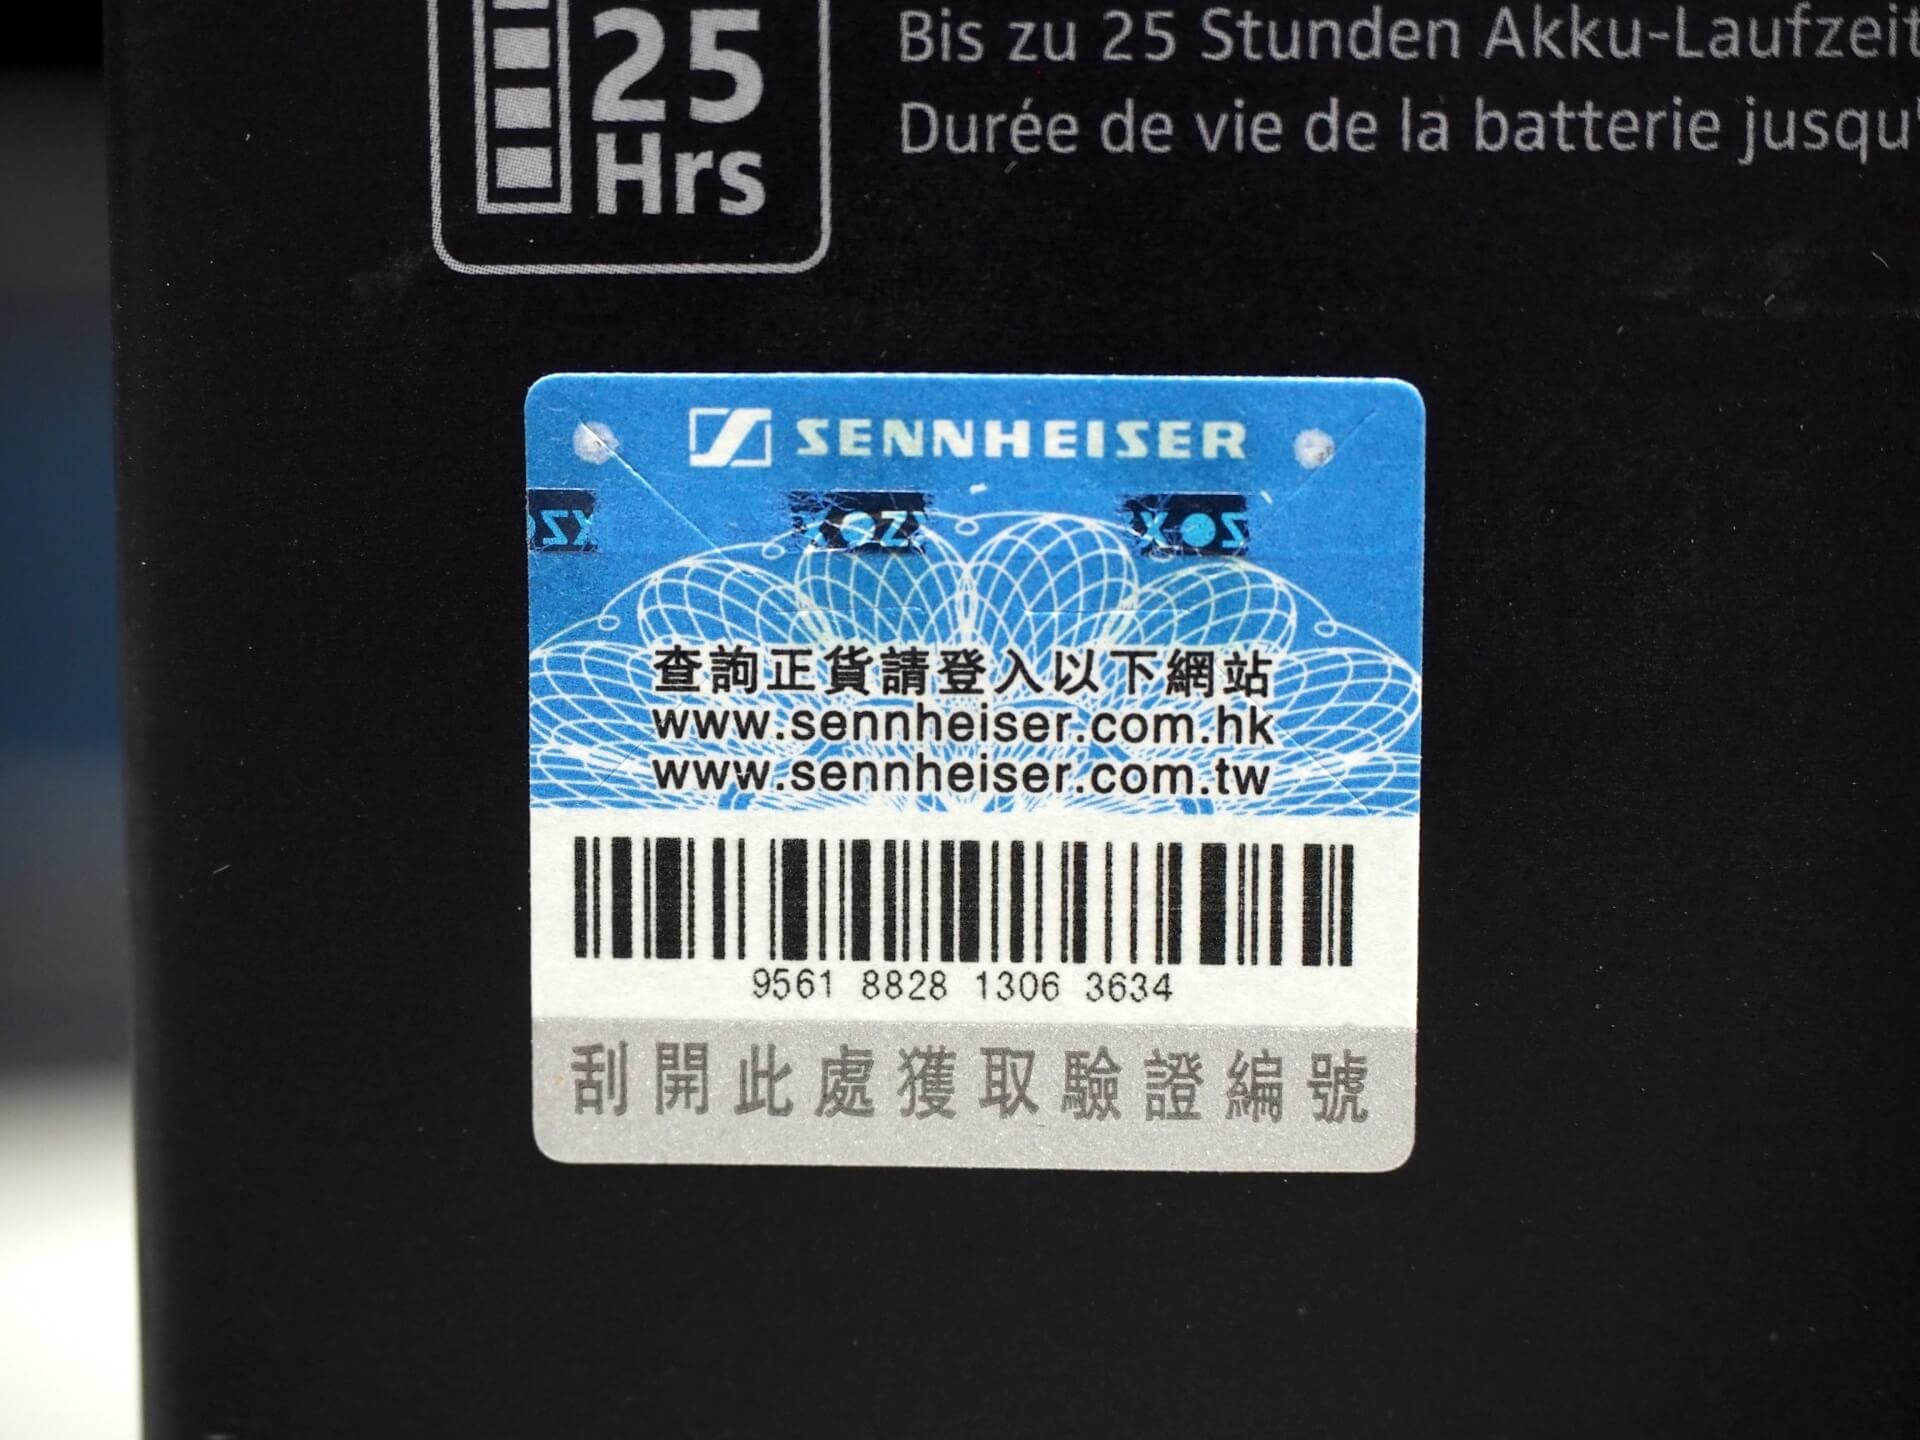 25
Hrs
Bis zu 25 Stunden Akku-Laufzeit
Durée de vie de la batterie jusqu'
SENNHEISER
查詢正貨請登入以下網站
www.sennheiser.com.hk
www.sennheiser.com.tw
9561 8828 1306 3634
刮開此處獲取驗證編號